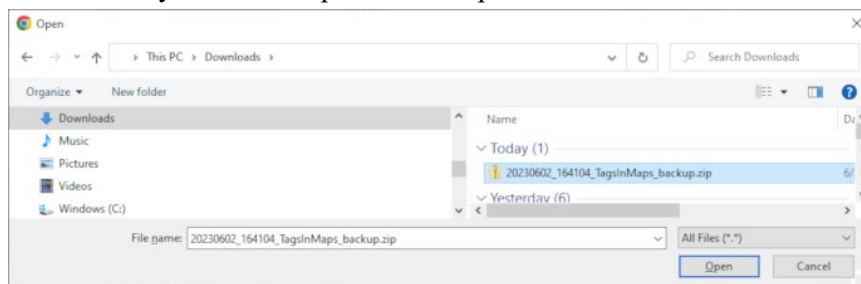 Open
This PC > Downloads >
Search Downloads
Organize
New folder
Downloads
Music
Pictures
Videos
Windows (C:)
Name
Today (1)
20230602_164104_TagsInMaps_backup.zip
6/
Yesterday (6)
File name: 20230602_164104_TagsInMaps_backup.zip
All Files (*.*)
Open
Cancel